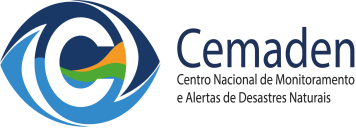 Cemaden
Centro Nacional de Monitoramento
e Alertas de Desastres Naturais